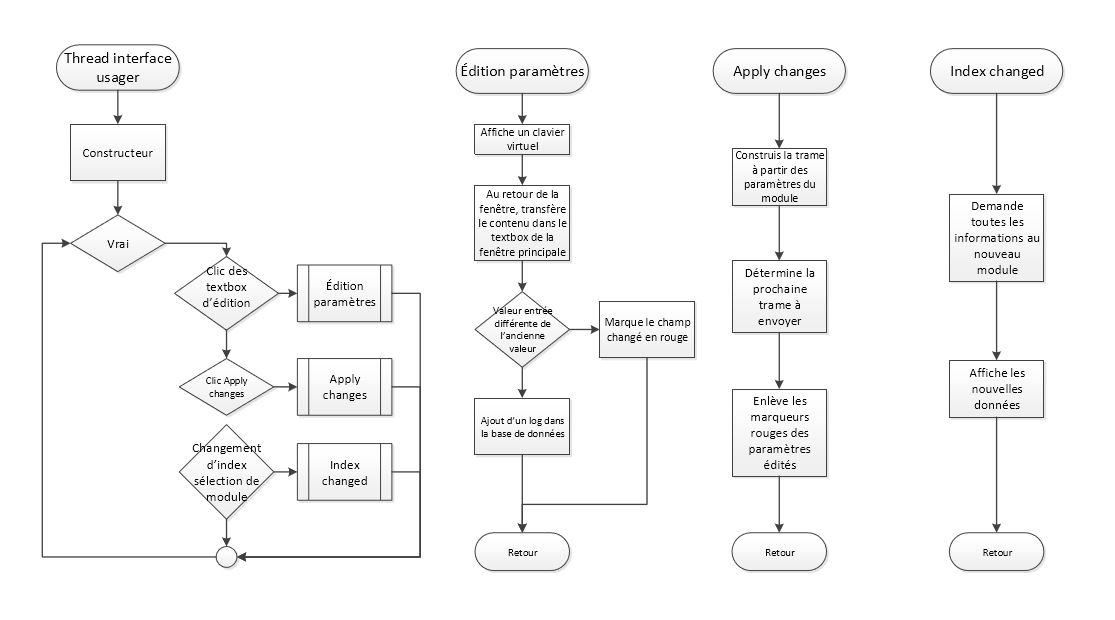 Thread interface
usager
Constructeur
Vrai
Clic des
textbox
d'édition
Édition
paramètres
Clic Apply
changes
Apply
changes
Changement
d'index
sélection de
module
Index
changed
Édition paramètres
Affiche un clavier
virtuel
Au retour de la
fenêtre, transfère
le contenu dans le
textbox de la
fenêtre principale
Valeur entrée
différente de
l'ancienne
valeur
Marque le champ
changé en rouge
Ajout d'un log dans
la base de données
Retour
Apply changes
Construis la trame
à partir des
paramètres du
module
Détermine la
prochaine
trame à
envoyer
Enlève les
marqueurs
rouges des
paramètres
édités
Retour
Index changed
Demande
toutes les
informations au
nouveau
module
Affiche les
nouvelles
données
Retour